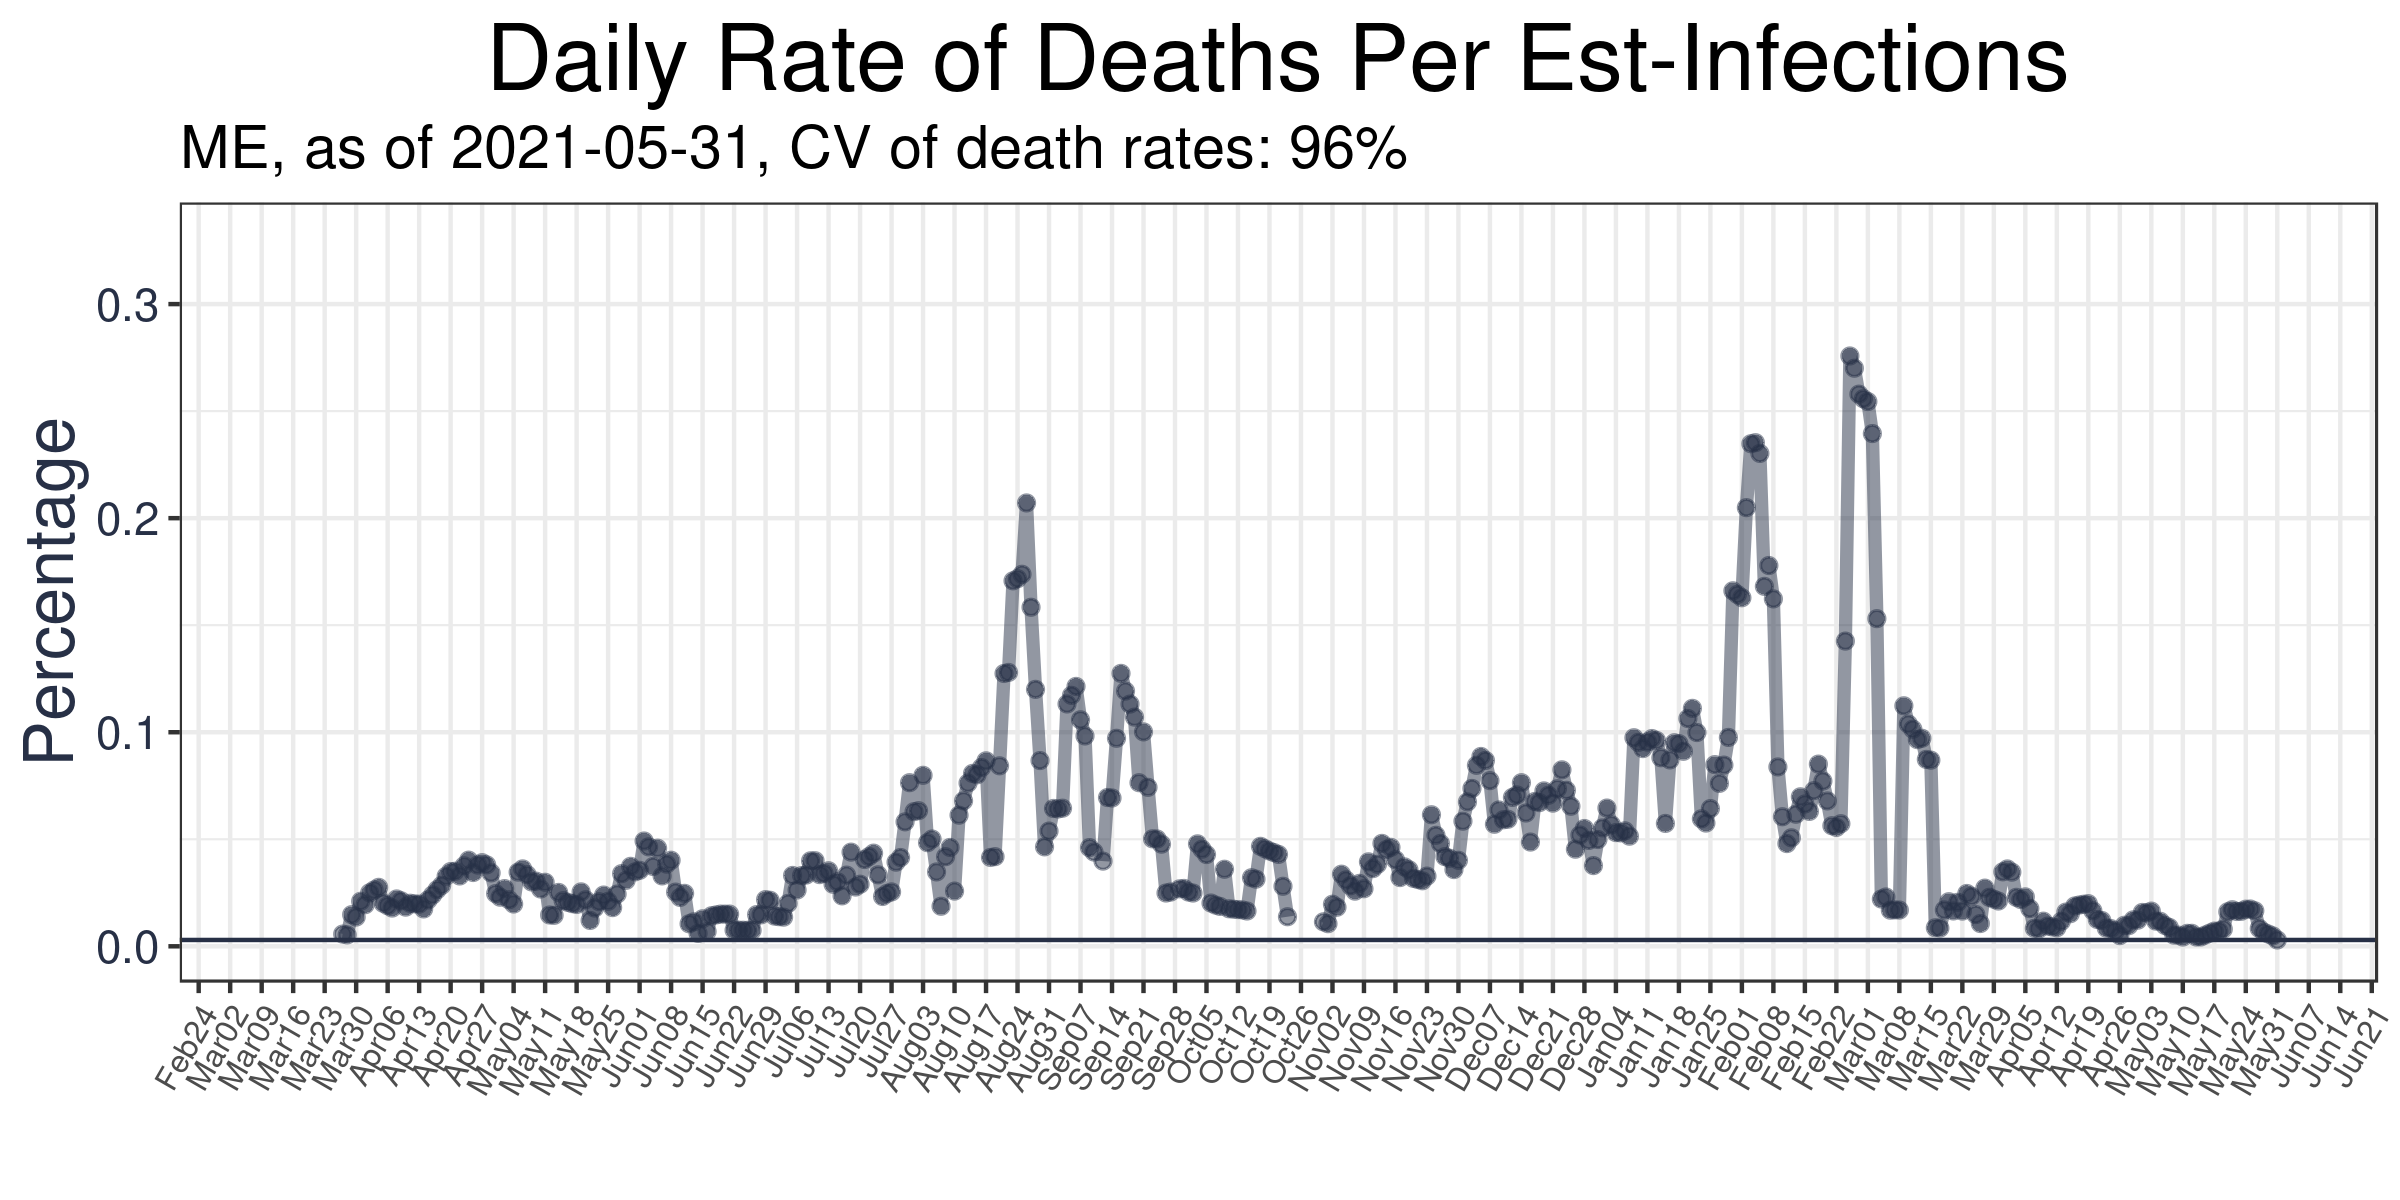 Daily Rate of Deaths Per Est-Infections
ME, as of 2021-05-31, CV of death rates: 96%
Percentage
0.3
0.2
0.1
0.0
Feb24
Mar02
Mar09
Mar16
Mar23
Mar30
Apr06
Apr13
Apr20
Apr27
May04
May11
May18
May25
Jun01
Jun08
Jun15
Jun22
Jun29
Jul06
Jul13
Jul20
Jul27
Aug03
Aug10
Aug17
Aug24
Aug31
Sep07
Sep14
Sep21
Sep28
Oct05
Oct12
Oct19
Oct26
Nov02
Nov09
Nov16
Nov23
Nov30
Dec07
Dec14
Dec21
Dec28
Jan04
Jan11
Jan18
Jan25
Feb01
Feb08
Feb15
Feb22
Mar01
Mar08
Mar15
Mar22
Mar29
Apr05
Apr12
Apr19
Apr26
May03
May10
May17
May24
May31
Jun07
Jun14
Jun21